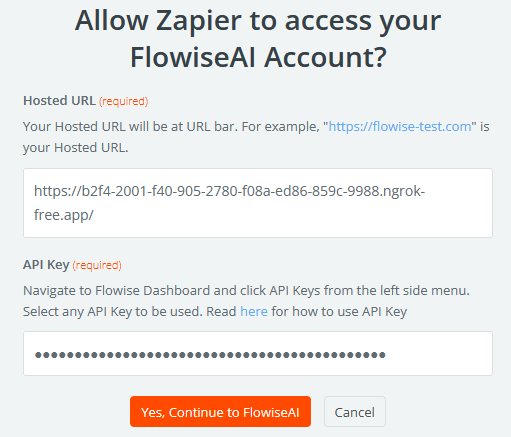 Allow Zapier to access your
FlowiseAI Account?
Hosted URL (required)
Your Hosted URL will be at URL bar. For example, "https://flowise-test.com" is
your Hosted URL.
https://b2f4-2001-f40-905-2780-f08a-ed86-859c-9988.ngrok-
free.app/
API Key (required)
Navigate to Flowise Dashboard and click API Keys from the left side menu.
Select any API Key to be used. Read here for how to use API Key
••••••••••••••••••••••••••••••••••••••••••••
Yes, Continue to FlowiseAI
Cancel